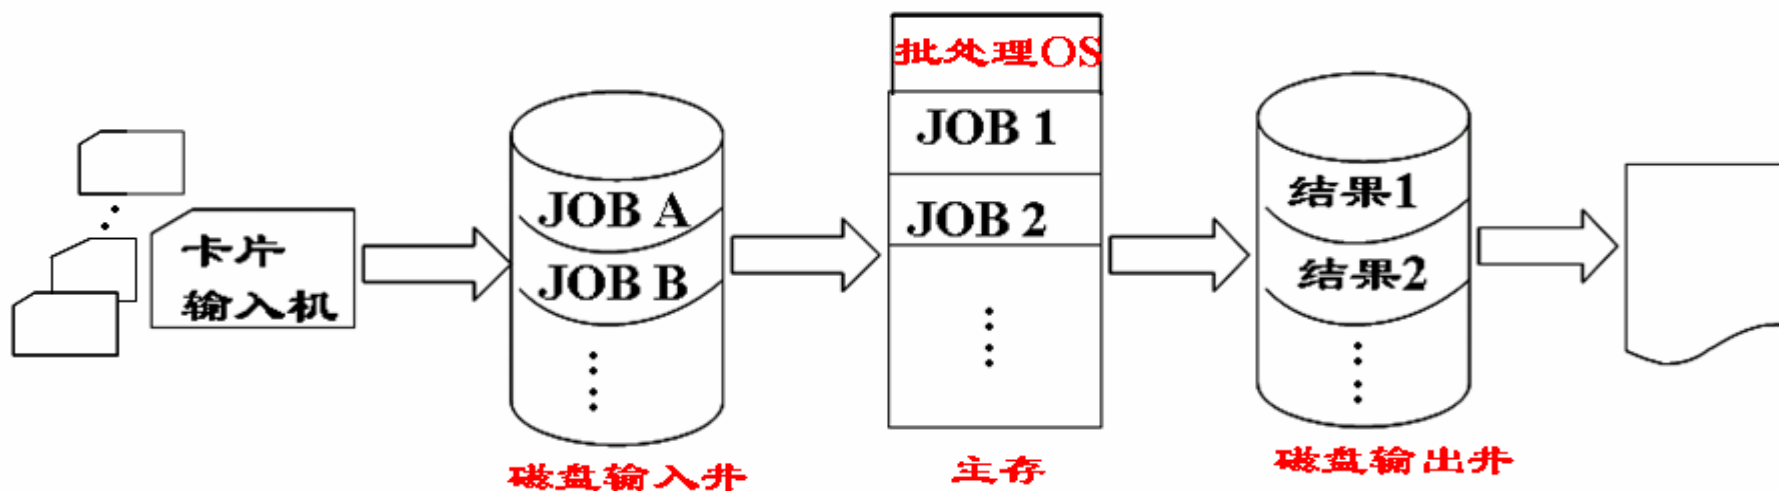 卡片
输入机
JOB A
JOB B
磁盘输入井
批处理OS
JOB 1
JOB 2
主存
结果1
结果2
磁盘输出井